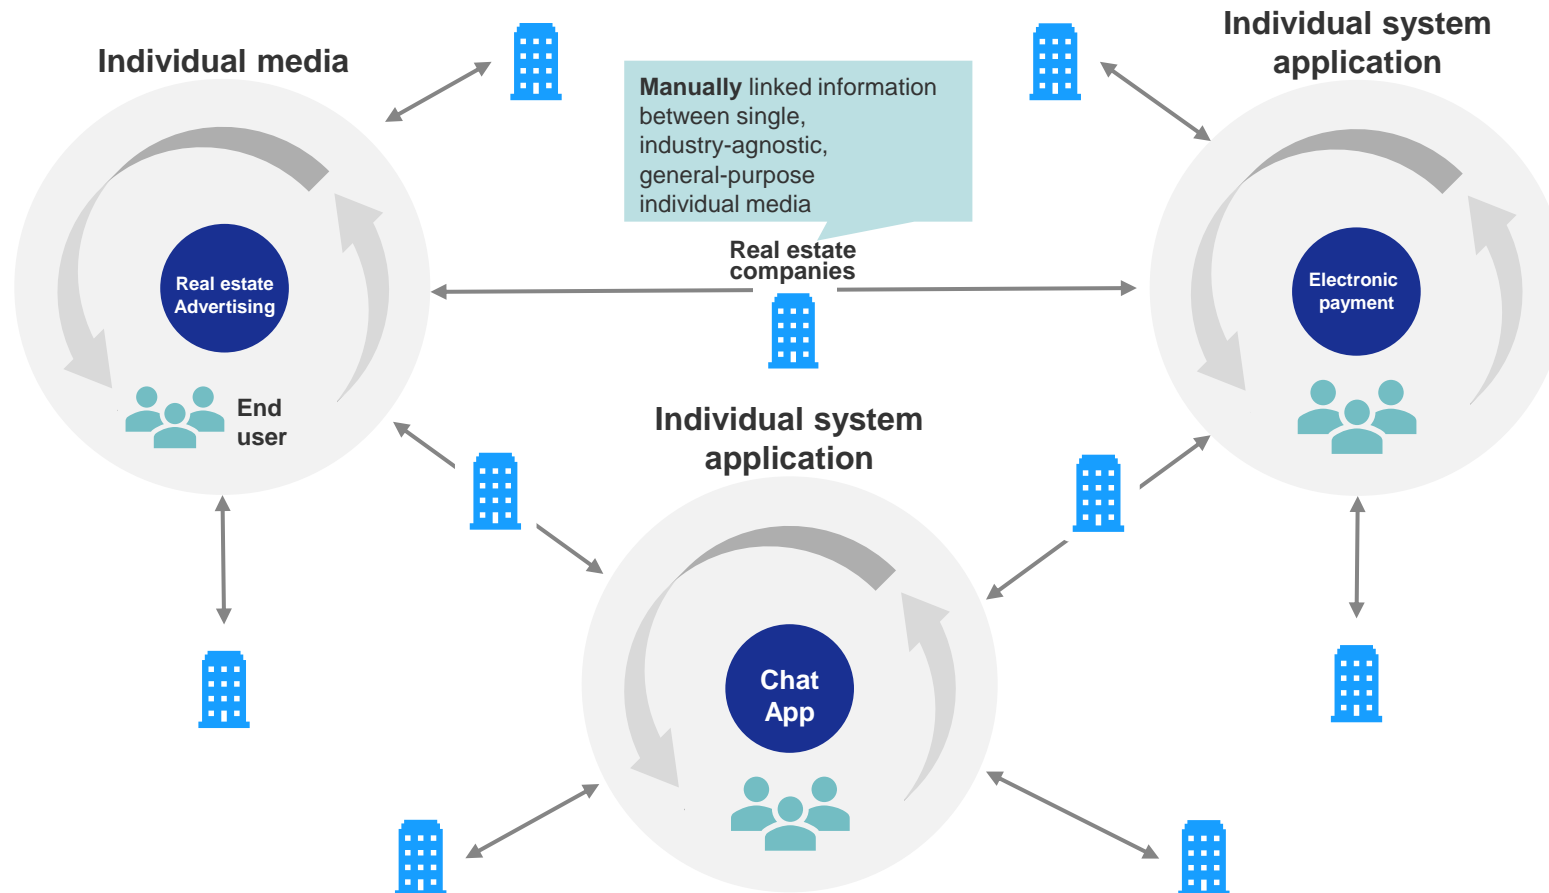 Individual media
Individual system
application
Manually linked information
between single,
industry-agnostic,
general-purpose
individual media
Real estate
companies
Real estate
Advertising
Electronic
payment
End
user
Individual system
application
Chat
App